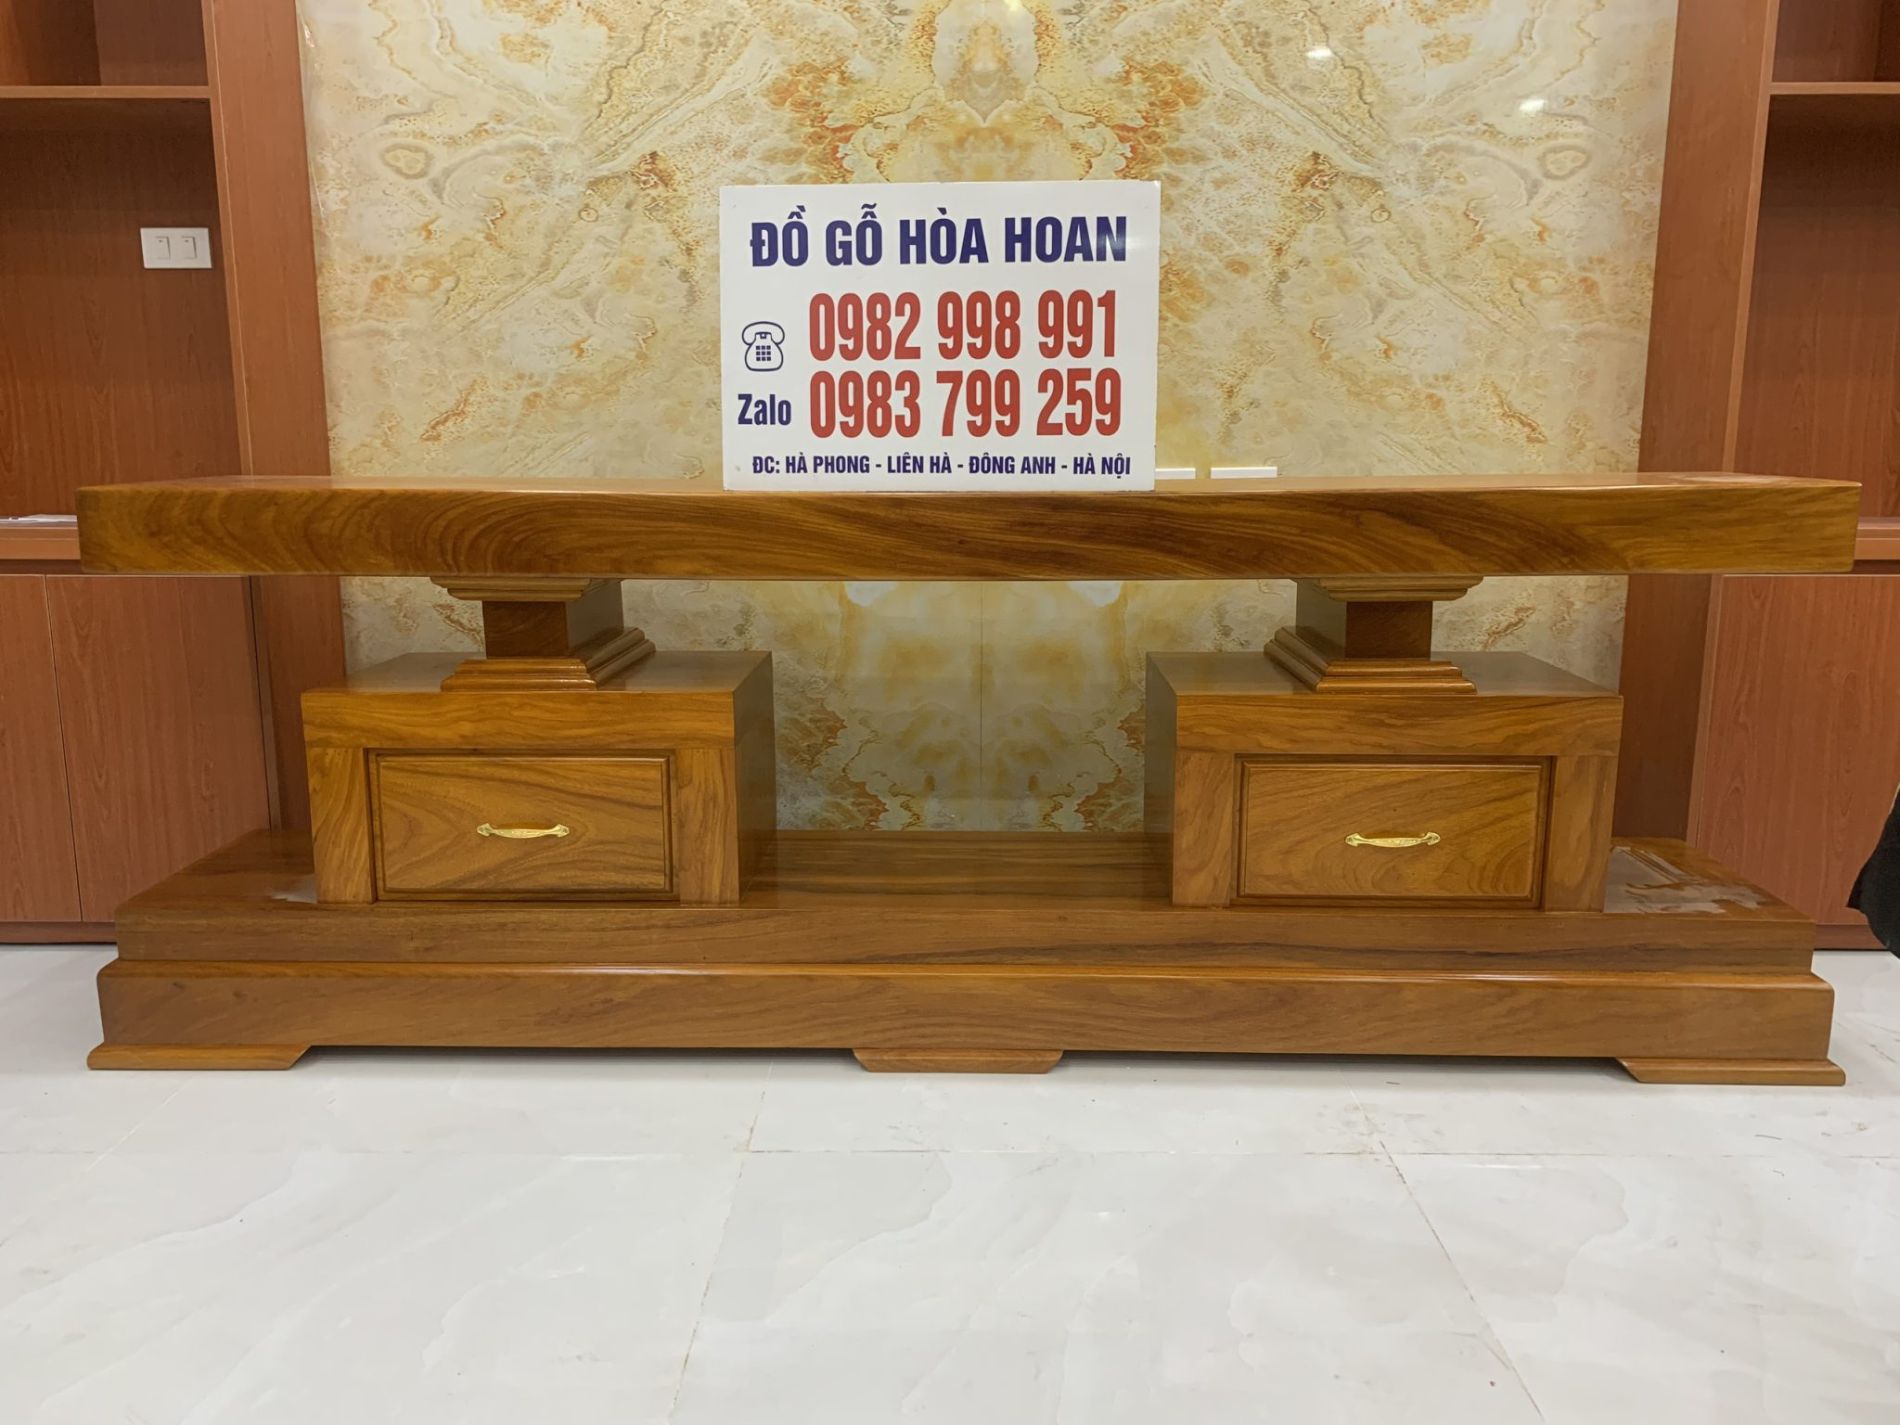 ĐỒ GỖ HÒA HOAN
0982 998 991
Zalo 0983 799 259
ĐC: HÀ PHONG - LIÊN HÀ - ĐÔNG ANH - HÀ NỘI